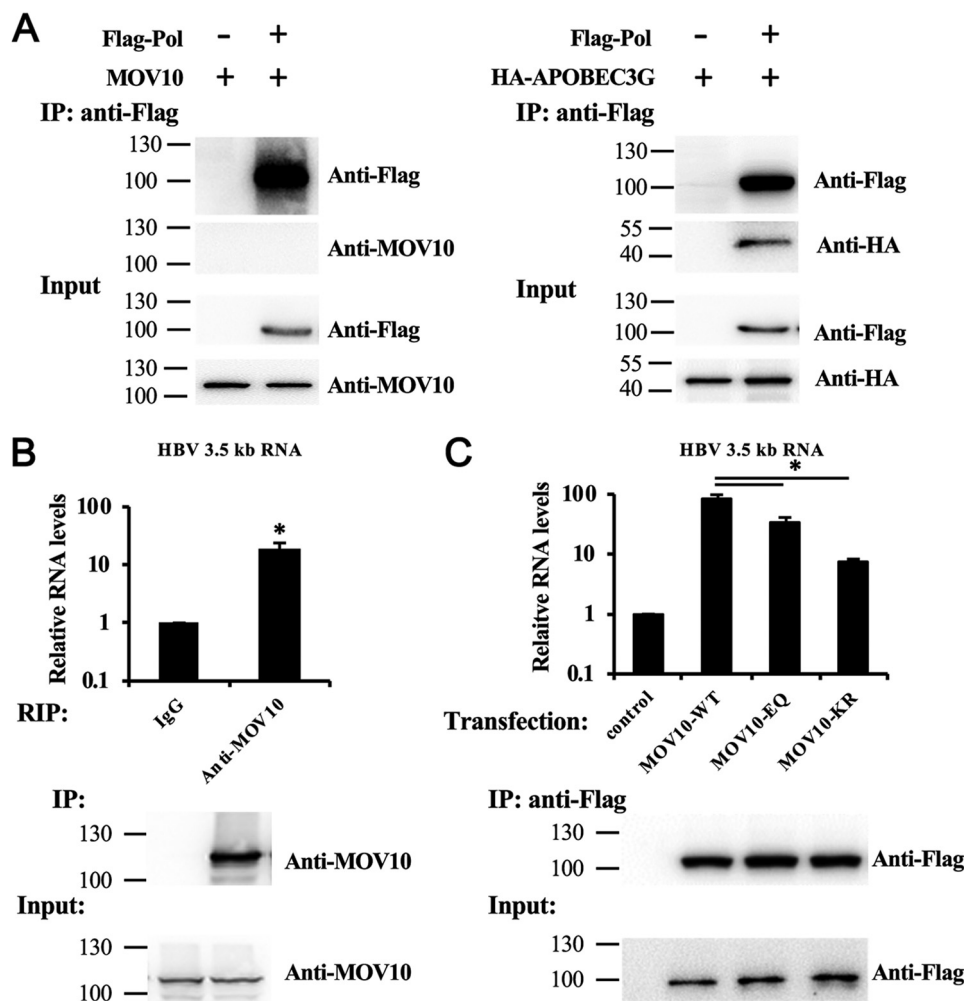 A
Flag-Pol - +
MOV10 + +
IP: anti-Flag
130
100
Anti-Flag
130
100
Anti-MOV10
Input
130
100
Anti-Flag
130
100
Anti-MOV10
Flag-Pol - +
HA-APOBEC3G + +
IP: anti-Flag
130
100
Anti-Flag
55
40
Anti-HA
Input
130
100
Anti-Flag
55
40
Anti-HA
B
HBV 3.5 kb RNA
Relative RNA levels
100
10
1
0.1
*
RIP:
IgG
Anti-MOV10
IP:
130
100
Anti-MOV10
Input:
130
100
Anti-MOV10
C
HBV 3.5 kb RNA
*
Relaitve RNA levels
100
10
1
0.1
Transfection:
control
MOV10-WT
MOV10-EQ
MOV10-KR
IP: anti-Flag
130
100
Anti-Flag
Input:
130
100
Anti-Flag